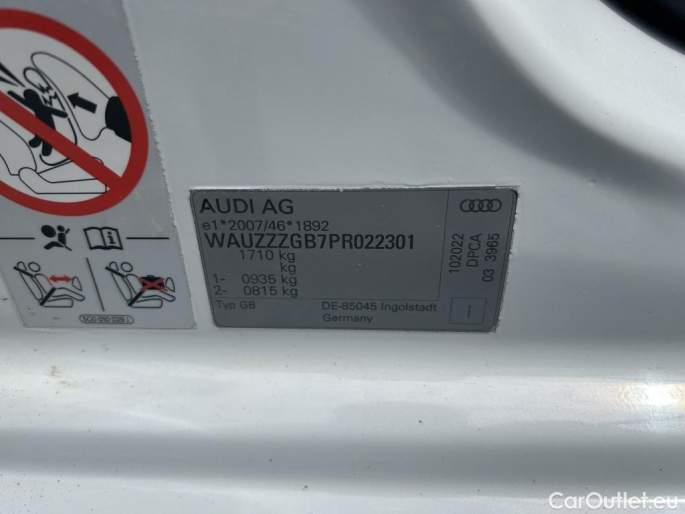 AUDI AG
e1*2007/46*1892
WAUZZZGB7PR022301
1710 kg
kg
1- 0935 kg
2- 0815 kg
Typ GB
DE-85045 Ingolstadt
Germany
102022
DPCA
03 3965
CarOutlet.eu